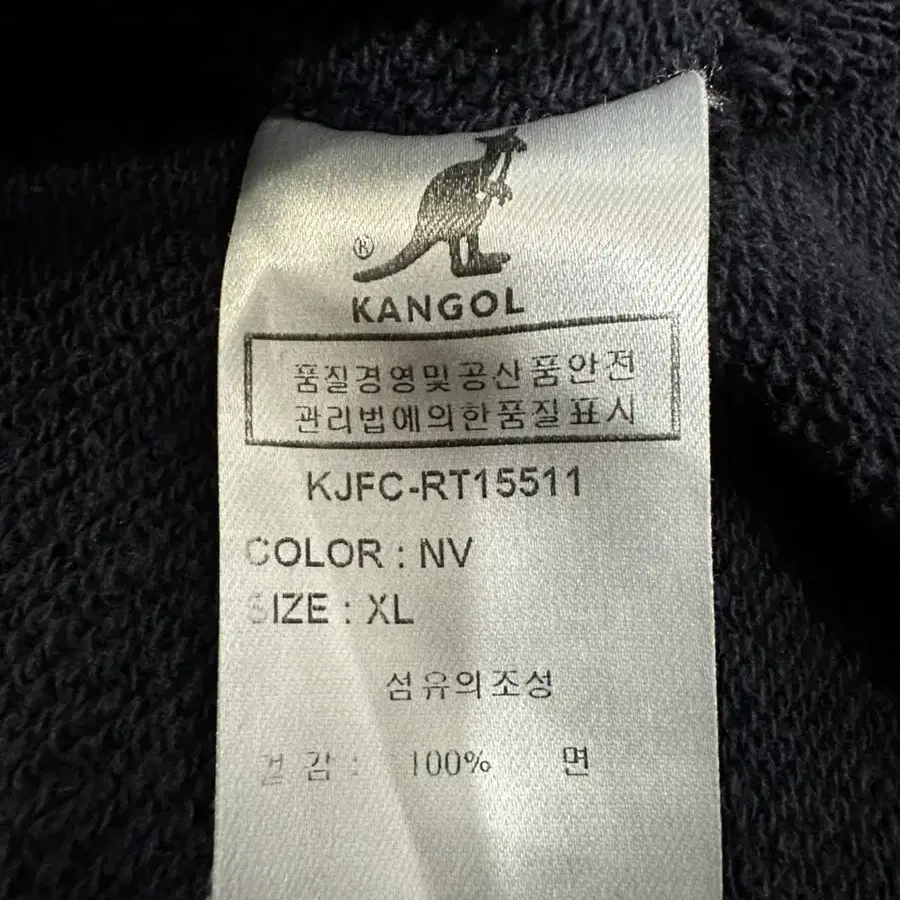 ®
KANGOL
품질경영및공산품안전
관리법에의한품질표시
KJFC-RT15511
COLOR : NV
SIZE : XL
섬유의조성
겉 감 : 100% 면